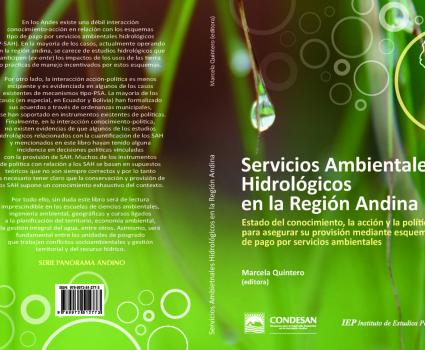 En los Andes existe una débil interacción
conocimiento-acción en relación con los esquemas
tipo de pago por servicios ambientales hidrológicos
-SAH). En la mayoría de los casos, actualmente operando
la región andina, se carece de estudios hidrológicos que
anticipen (ex-ante) los impactos de los usos de las tierra
prácticas de manejo incentivados por estos esquemas.
Por otro lado, la interacción acción-política es menos
incipiente y es evidenciada en algunos de los casos
existentes de mecanismos tipo-PSA. La mayoría de los
casos (en especial, en Ecuador y Bolivia) han formalizado
sus acuerdos a través de ordenanzas municipales,
se han soportado en instrumentos existentes de políticas.
Finalmente, en la interacción conocimiento-política,
no existen evidencias de que algunos de los estudios
hidrológicos relacionados con la cuantificación de los SAH
y mencionados en este libro hayan tenido alguna
incidencia en decisiones políticas vinculadas
con la provisión de SAH. Muchos de los instrumentos
de política con relación a los SAH se basan en supuestos
teóricos que no son siempre correctos y por lo tanto
necesario tener claro que la conservación y provisión de
los SAH supone un conocimiento exhaustivo del contexto.
Por todo ello, sin duda este libro será de lectura
imprescindible en las escuelas de ciencias ambientales,
ingeniería ambiental, geográficas y cursos ligados
a la planificación del territorio, economía ambiental,
la gestión integral del agua, entre otros. Asimismo, será
fundamental entre las unidades de posgrado
que trabajan conflictos socioambientales y gestión
territorial y del recurso hídrico.
SERIE PANORAMA ANDINO
Servicios Ambientales Hidrológicos en la Región Andina
Marcela Quintero (editora)
Servicios Ambientale
Hidrológicos
en la Región Andina
Estado del conocimiento, la acción y la polític
para asegurar su provisión mediante esquem
de pago por servicios ambientales
Marcela Quintero
(editora)
CONDESAN
IEP Instituto de Estudios P